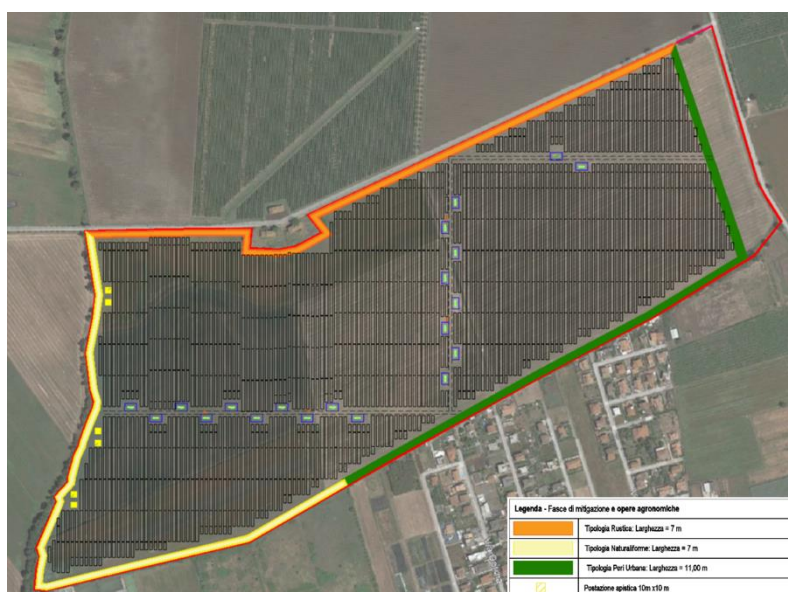 Legenda - Fasce di mitigazione e opere agronomiche
Tipologia Rustica: Larghezza = 7 m
Tipologia Naturaliforme: Larghezza = 7 m
Tipologia Peri Urbana: Larghezza = 11,00 m
Postazione apistica 10m x10 m